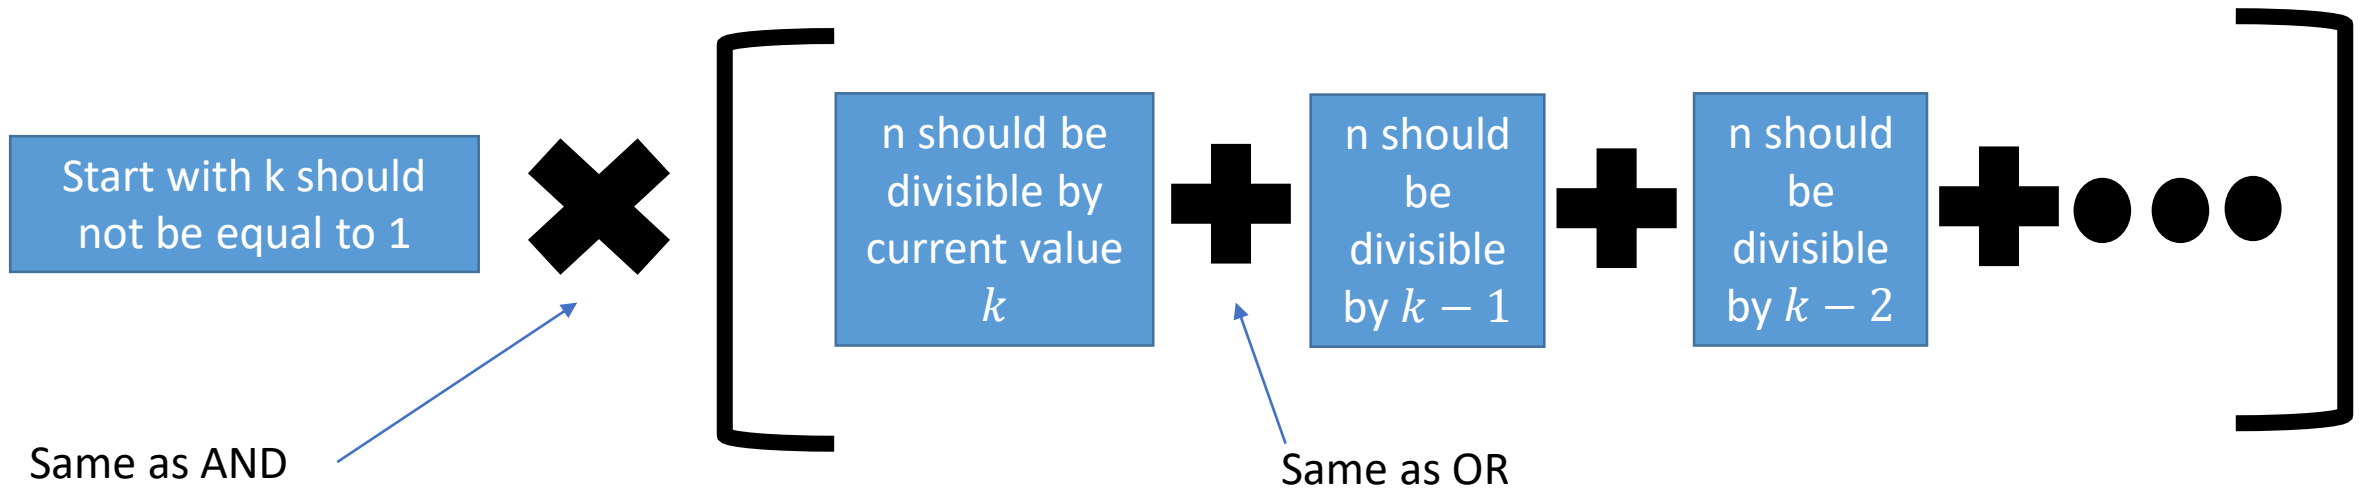 Start with k should
not be equal to 1
n should be
divisible by
current value
k
n should
be
divisible
by k − 1
n should
be
divisible
by k − 2
Same as AND
Same as OR